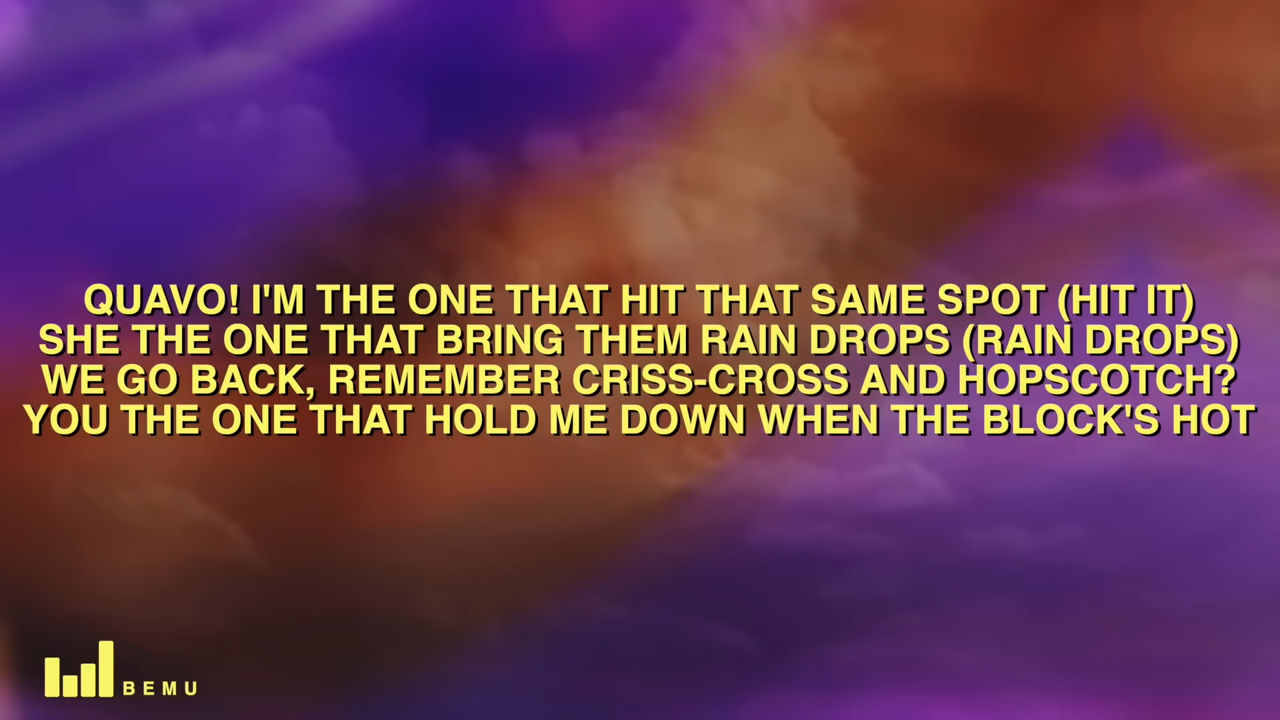 QUAVO! I'M THE ONE THAT HIT THAT SAME SPOT (HIT IT)
SHE THE ONE THAT BRING THEM RAIN DROPS (RAIN DROPS)
WE GO BACK, REMEMBER CRISS-CROSS AND HOPSCOTCH?
YOU THE ONE THAT HOLD ME DOWN WHEN THE BLOCK'S HOT
BEMU